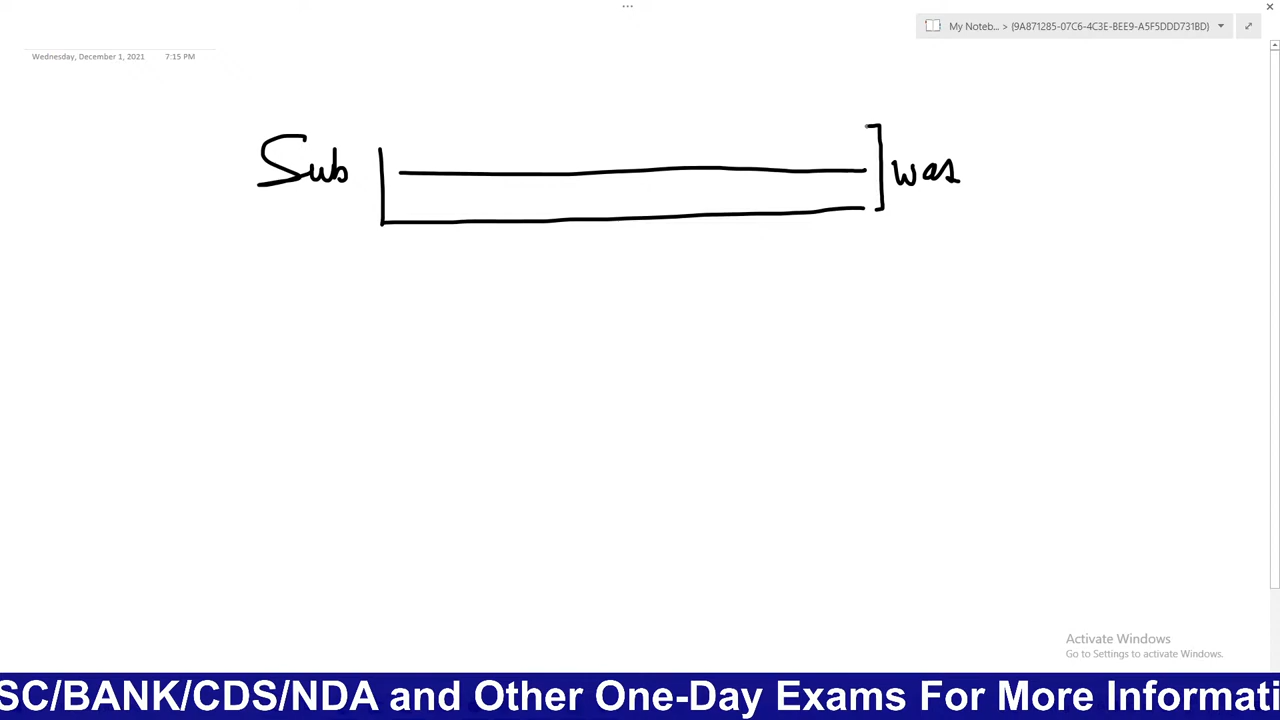 ...
My Noteb... > {9A871285-07C6-4C3E-BEE9-A5F5DDD731BD}
Wednesday, December 1, 2021 7:15 PM
Sub was
Activate Windows
Go to Settings to activate Windows.
SC/BANK/CDS/NDA and Other One-Day Exams For More Informati